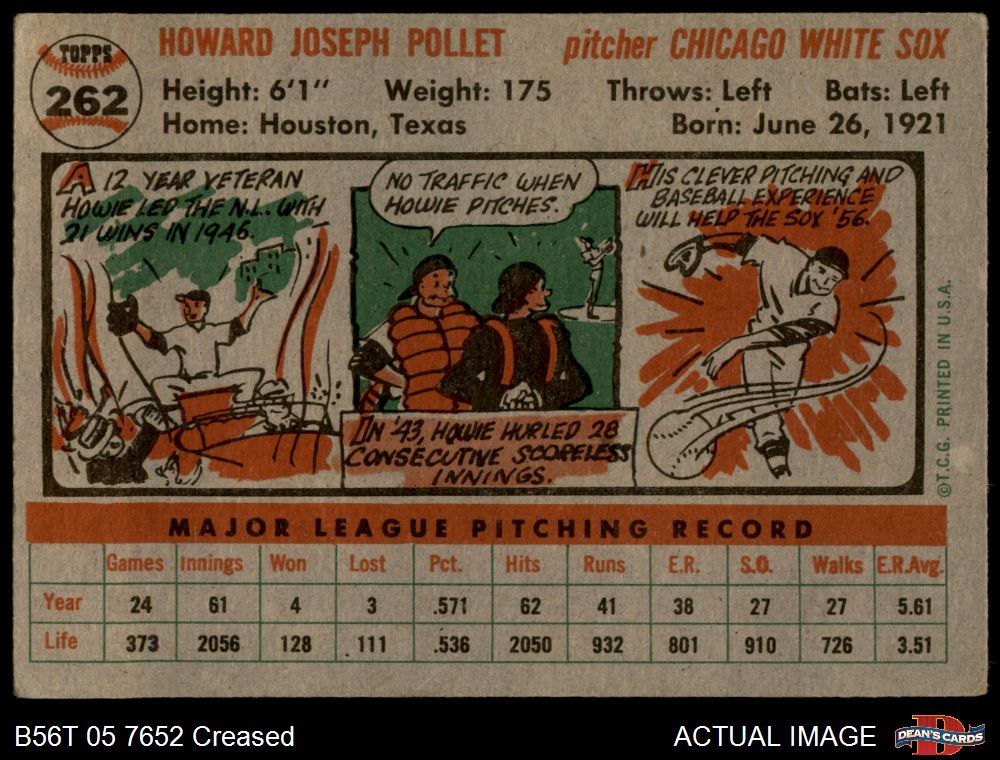 TOPPS
262
HOWARD JOSEPH POLLET
pitcher CHICAGO WHITE SOX
Height: 6'1" Weight: 175 Throws: Left Bats: Left
Home: Houston, Texas Born: June 26, 1921
A 12 YEAR VETERAN
HOWIE LED THE N.L. WITH
21 WINS IN 1946.
NO TRAFFIC WHEN
HOWIE PITCHES.
IN '43, HOWIE HURLED 28
CONSECUTIVE SCORELESS
INNINGS.
HIS CLEVER PITCHING AND
BASEBALL EXPERIENCE
WILL HELP THE SOX '56.
©T.C.G. PRINTED IN U.S.A.
MAJOR LEAGUE PITCHING RECORD
Games Innings Won Lost Pct. Hits Runs E.R. S.O. Walks E.R.Avg.
Year 24 61 4 3 .571 62 41 38 27 27 5.61
Life 373 2056 128 111 .536 2050 932 801 910 726 3.51
B56T 05 7652 Creased
ACTUAL IMAGE
DEAN'S CARDS